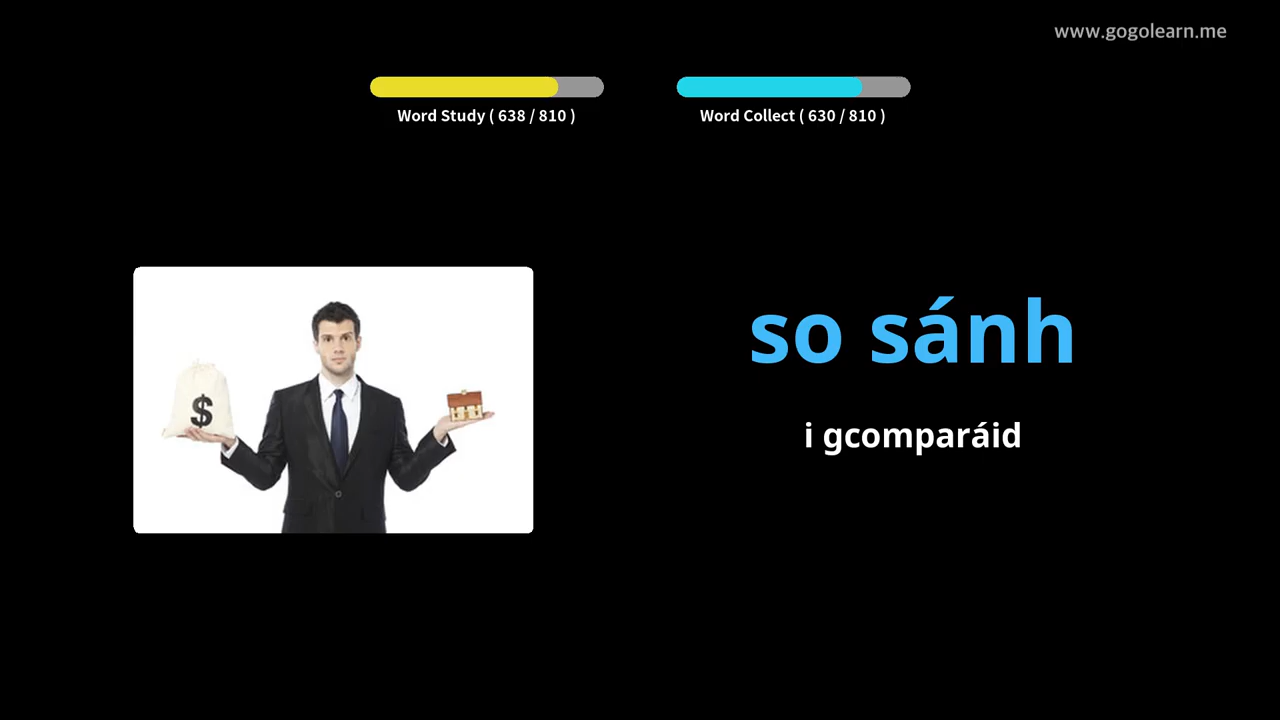 www.gogolearn.me
Word Study ( 638 / 810 )
Word Collect ( 630 / 810 )
$
so sánh
i gcomparáid